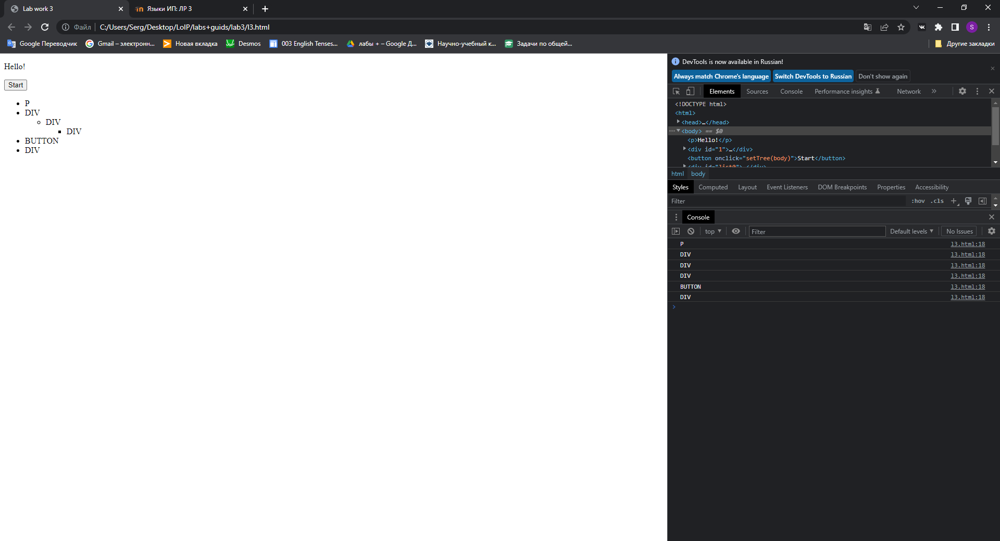 Lab work 3
Языки ИП: ЛР 3
Файл
C:/Users/Serg/Desktop/LoIP/labs+guids/lab3/l3.html
S
Google Переводчик
Gmail – электронн...
Новая вкладка
Desmos
003 English Tenses...
лабы + – Google Д...
Научно-учебный к...
Задачи по общей...
Другие закладки
Hello!
Start
P
DIV
DIV
DIV
BUTTON
DIV
DevTools is now available in Russian!
Always match Chrome's language
Switch DevTools to Russian
Don't show again
Elements
Sources
Console
Performance insights
Network
<!DOCTYPE html>
<html>
<head>…</head>
<body> == $0
<p>Hello!</p>
<div id="1">…</div>
<button onclick="setTree(body)">Start</button>
<div id="list0">…</div>
html
body
Styles
Computed
Layout
Event Listeners
DOM Breakpoints
Properties
Accessibility
Filter
:hov
.cls
Console
top
Filter
Default levels
No Issues
P l3.html:18
DIV l3.html:18
DIV l3.html:18
DIV l3.html:18
BUTTON l3.html:18
DIV l3.html:18